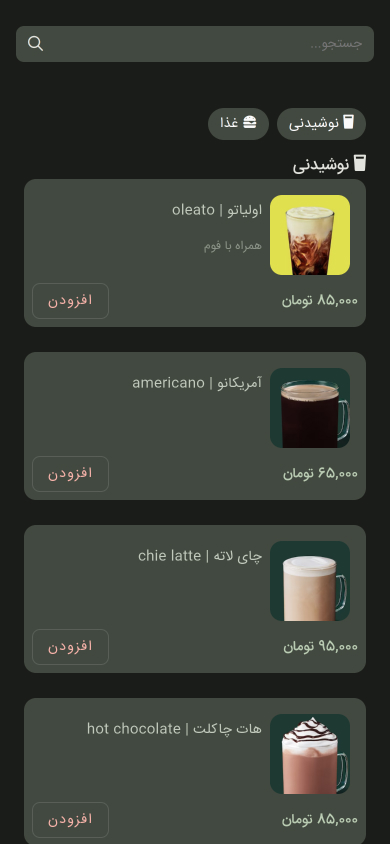 جستجو...
نوشیدنی
غذا
نوشیدنی
اولیاتو | oleato
همراه با فوم
۸۵,۰۰۰ تومان
افزودن
آمریکانو | americano
۶۵,۰۰۰ تومان
افزودن
چای لاته | chie latte
۹۵,۰۰۰ تومان
افزودن
هات چاکلت | hot chocolate
۸۵,۰۰۰ تومان
افزودن